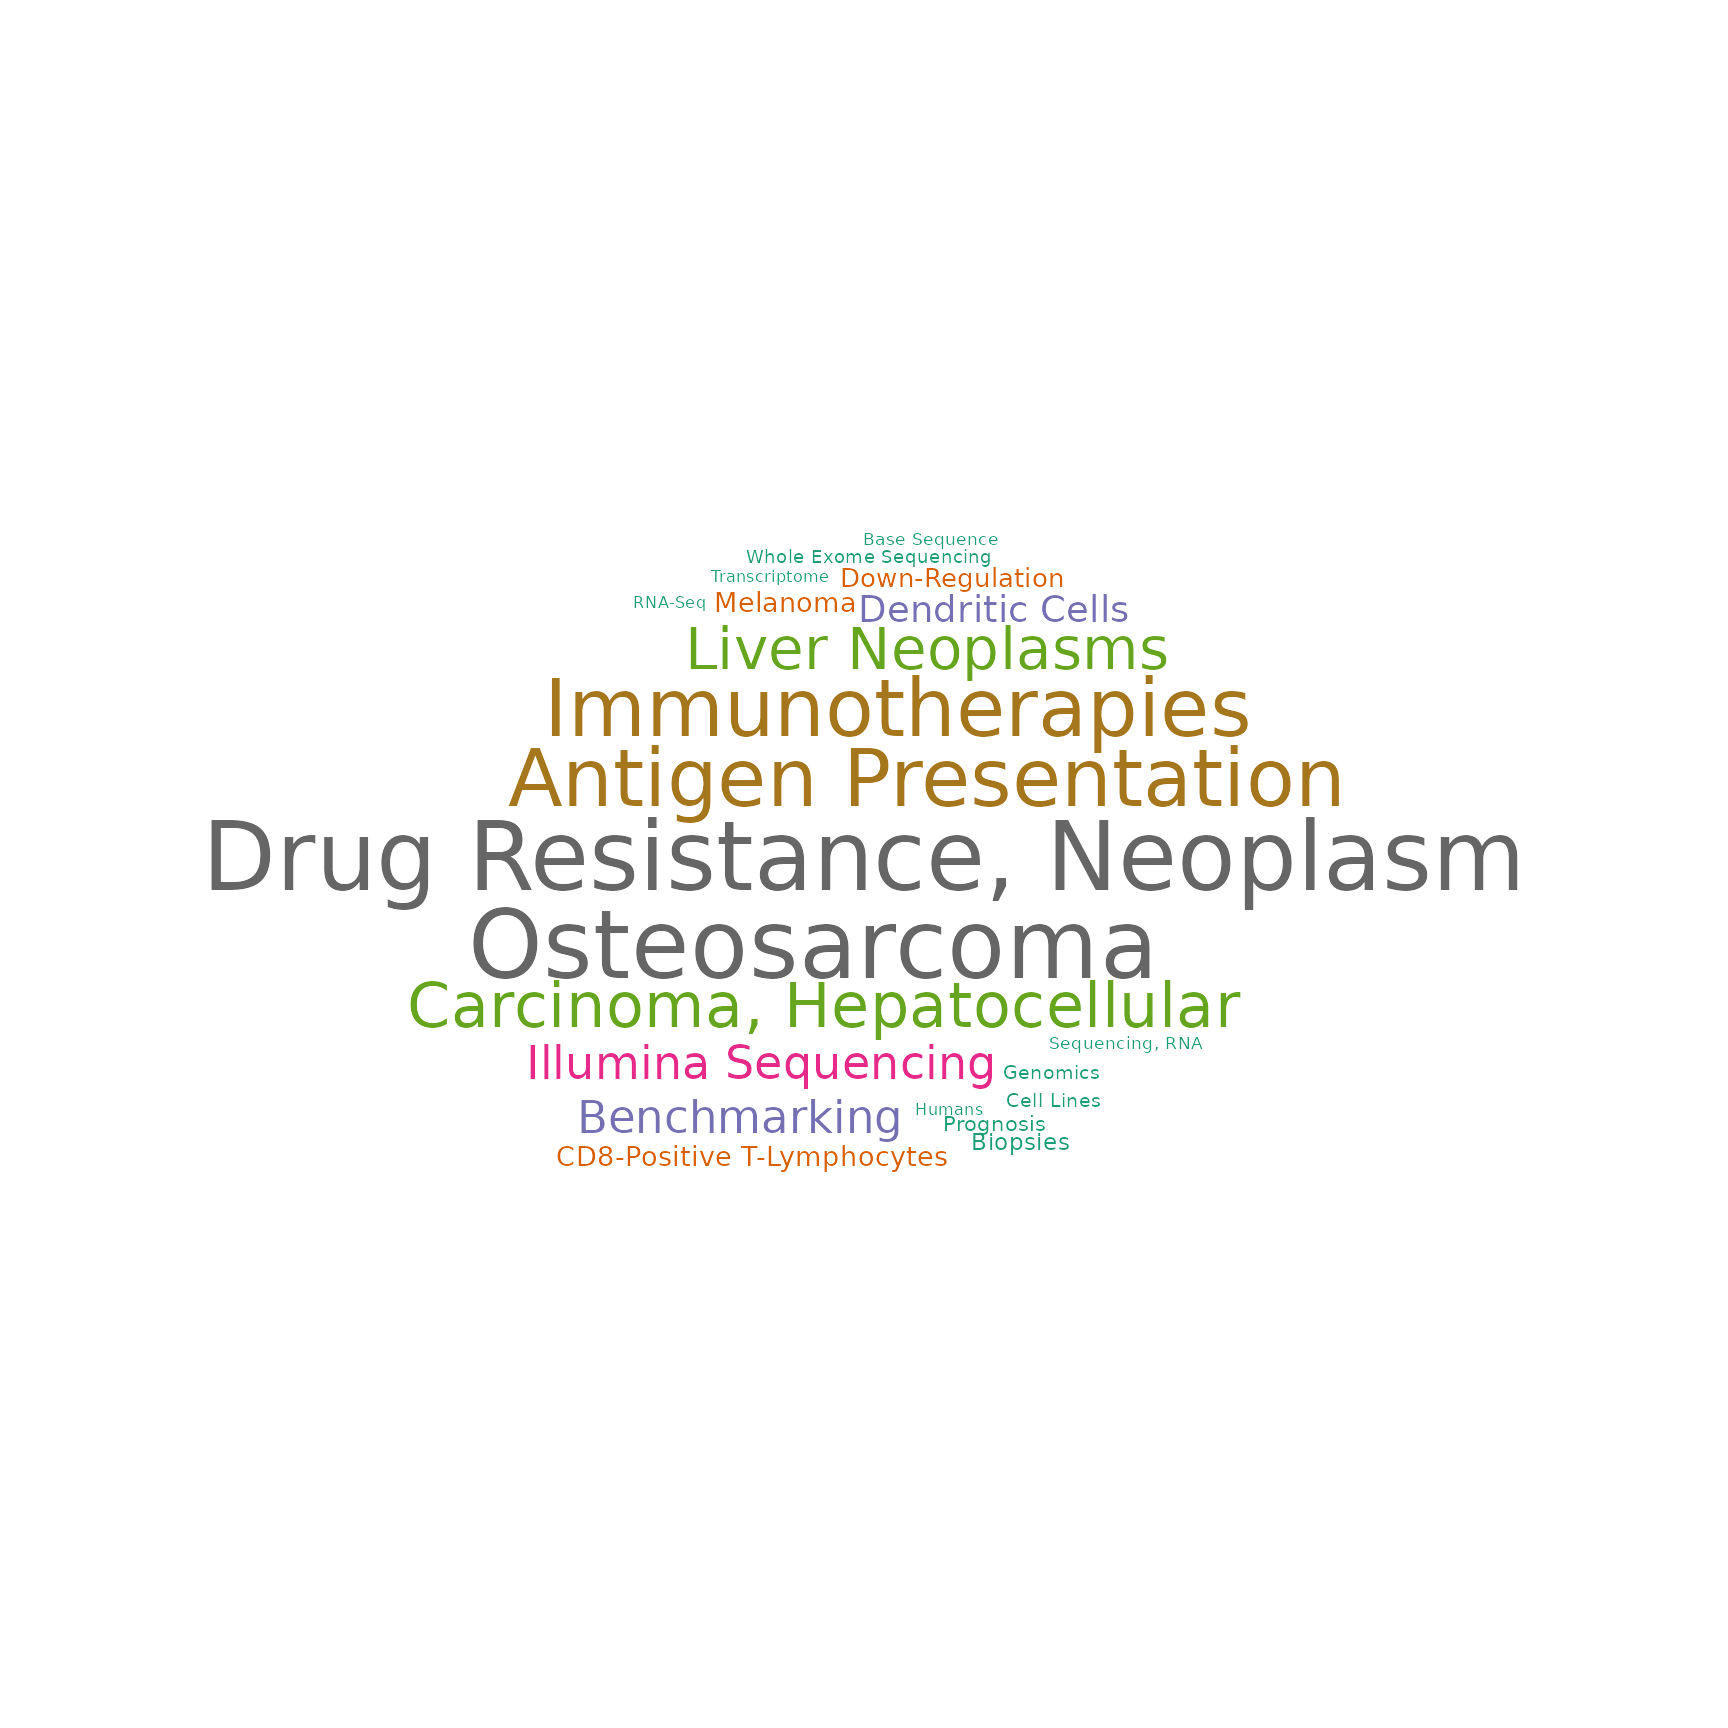 Base Sequence
Whole Exome Sequencing
Transcriptome Down-Regulation
RNA-Seq Melanoma Dendritic Cells
Liver Neoplasms
Immunotherapies
Antigen Presentation
Drug Resistance, Neoplasm
Osteosarcoma
Carcinoma, Hepatocellular
Sequencing, RNA
Illumina Sequencing Genomics
Cell Lines
Benchmarking Humans
Prognosis
Biopsies
CD8-Positive T-Lymphocytes